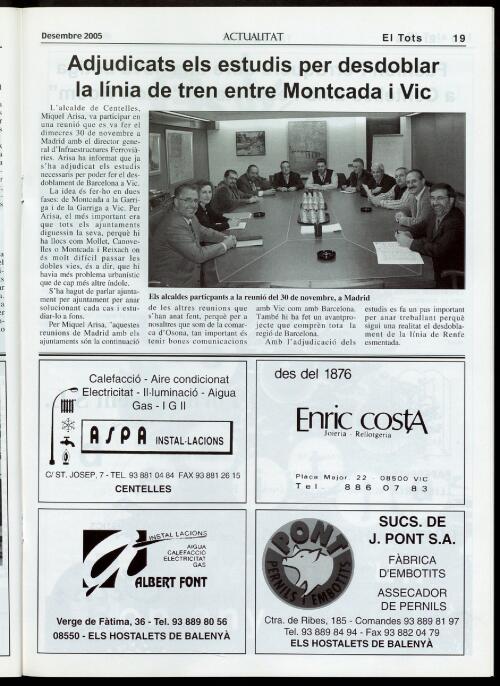 Desembre 2005 ACTUALITAT El Tots 19
Adjudicats els estudis per desdoblar
la línia de tren entre Montcada i Vic
L'alcalde de Centelles,
Miquel Arisa, va participar en
una reunió que es va fer el
dimecres 30 de novembre a
Madrid amb el director gene-
ral d'Infraestructures Ferrovià-
ries. Arisa ha informat que ja
s'ha adjudicat els estudis
necessaris per poder fer el des-
doblament de Barcelona a Vic.
La idea és fer-ho en dues
fases: de Montcada a la Garri-
ga i de la Garriga a Vic. Per
Arisa, el més important era
que tots els ajuntaments
diguessin la seva, perquè hi
ha llocs com Mollet, Canove-
lles o Montcada i Reixach on
és molt difícil passar les
dobles vies, és a dir, que hi
havia més problema urbanístic
que de cap més altre índole.
S'ha hagut de parlar ajunta-
ment per ajuntament per anar
solucionant cada cas i estu-
diar-lo a fons.
Per Miquel Arisa, "aquestes
reunions de Madrid amb els
ajuntaments són la continuació
Els alcaldes particpants a la reunió del 30 de novembre, a Madrid
de les altres reunions que
s'han anat fent, perquè per a
nosaltres que som de la comar-
ca d'Osona, tan important és
tenir bones comunicacions
amb Vic com amb Barcelona.
També hi ha fet un avantpro-
jecte que comprèn tota la
regió de Barcelona.
Amb l'adjudicació dels
estudis es fa un pas important
per anar treballant perquè
sigui una realitat el desdobla-
ment de la línia de Renfe
esmentada.
Calefacció - Aire condicionat
Electricitat - Il·luminació - Aigua
Gas - I G II
ASPA INSTAL·LACIONS
C/ ST. JOSEP, 7 - TEL. 93 881 04 84 FAX 93 881 26 15
CENTELLES
des del 1876
Enric costa
Joieria - Rellotgeria
Plaça Major, 22 - 08500 VIC
Tel. 886 07 83
INSTAL·LACIONS
AIGUA
CALEFACCIÓ
ELECTRICITAT
GAS
ALBERT FONT
Verge de Fàtima, 36 - Tel. 93 889 80 56
08550 - ELS HOSTALETS DE BALENYÀ
PONT
PERNILS I EMBOTITS
SUCS. DE
J. PONT S.A.
FÀBRICA
D'EMBOTITS
ASSECADOR
DE PERNILS
Ctra. de Ribes, 185 - Comandes 93 889 81 97
Tel. 93 889 84 94 - Fax 93 882 04 79
ELS HOSTALETS DE BALENYÀ